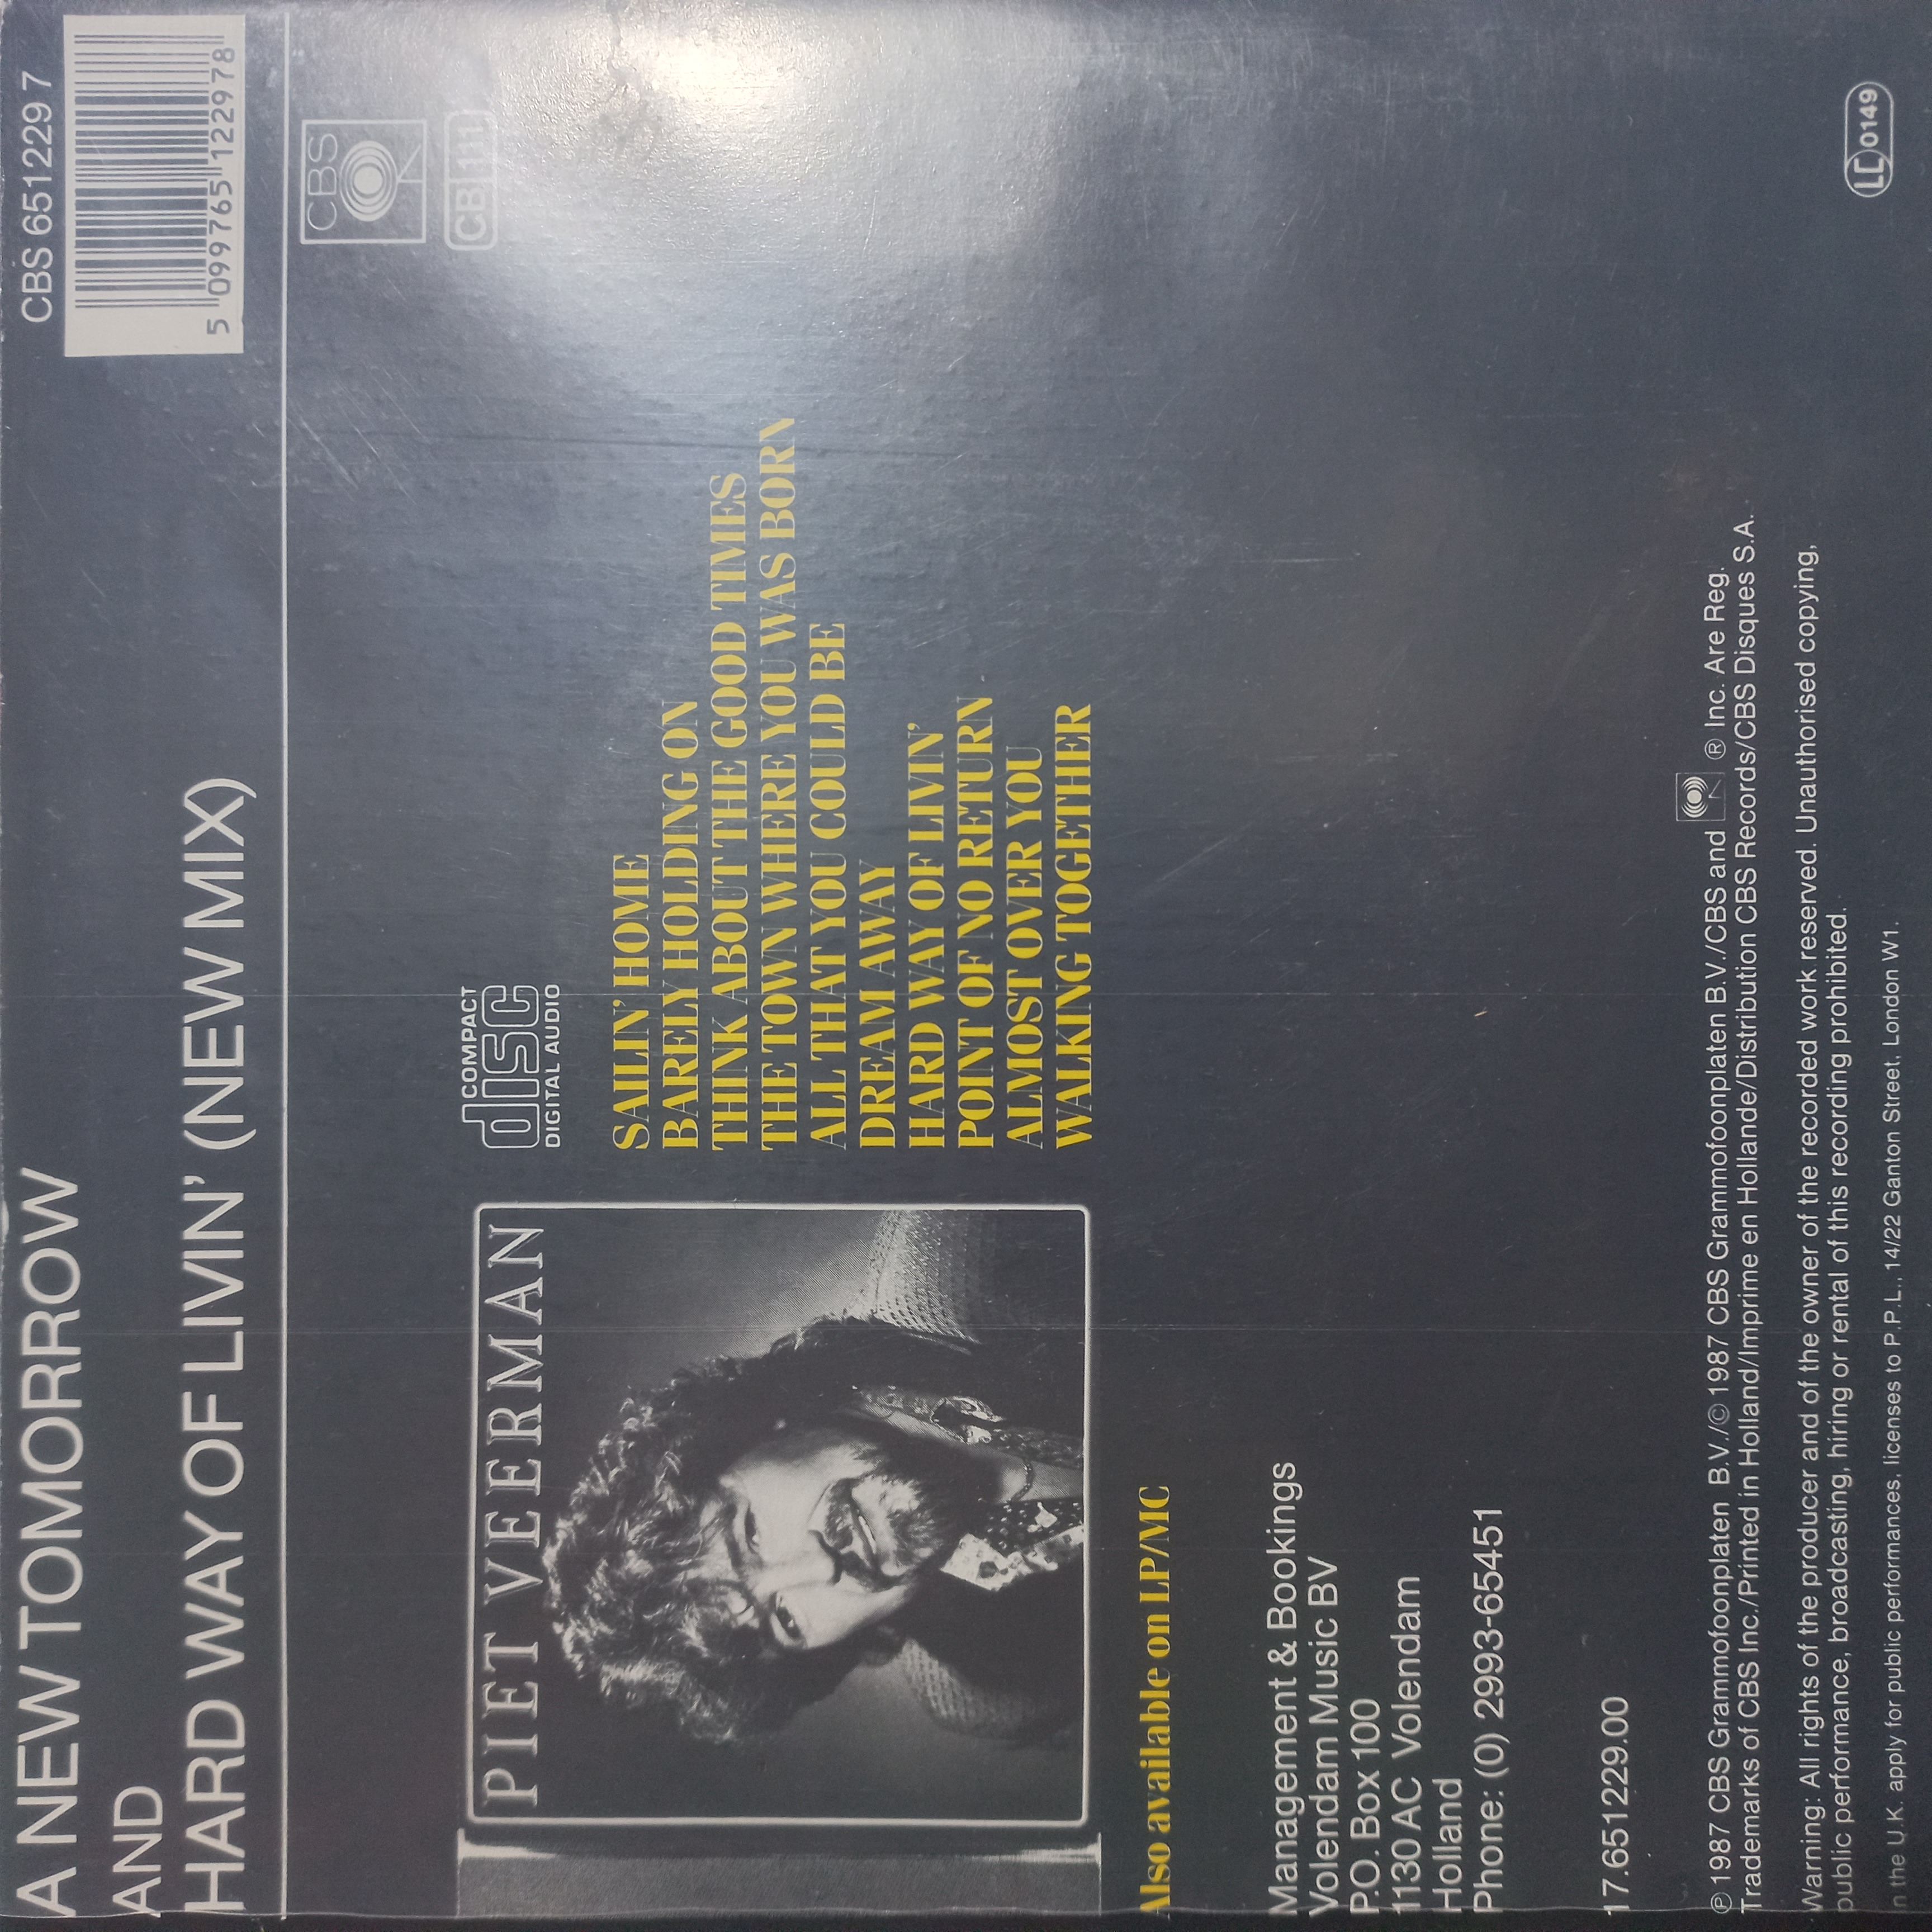 A NEW TOMORROW
AND
HARD WAY OF LIVIN' (NEW MIX)
CBS 651229 7
5 099765 122978
CBS
CB 111
COMPACT
disc
DIGITAL AUDIO
PIET VEERMAN
SAILIN' HOME
BARELY HOLDING ON
THINK ABOUT THE GOOD TIMES
THE TOWN WHERE YOU WAS BORN
ALL THAT YOU COULD BE
DREAM AWAY
HARD WAY OF LIVIN'
POINT OF NO RETURN
ALMOST OVER YOU
WALKING TOGETHER
Also available on LP/MC
Management & Bookings
Volendam Music BV
P.O. Box 100
1130 AC Volendam
Holland
Phone: (0) 2993-65451
17.651229.00
℗ 1987 CBS Grammofoonplaten B.V./© 1987 CBS Grammofoonplaten B.V./CBS and ® Inc. Are Reg.
Trademarks of CBS Inc./Printed in Holland/Imprime en Hollande/Distribution CBS Records/CBS Disques S.A.
Warning: All rights of the producer and of the owner of the recorded work reserved. Unauthorised copying,
public performance, broadcasting, hiring or rental of this recording prohibited.
In the U.K. apply for public performances, licenses to P.P.L., 14/22 Ganton Street, London W1.
LC 0149